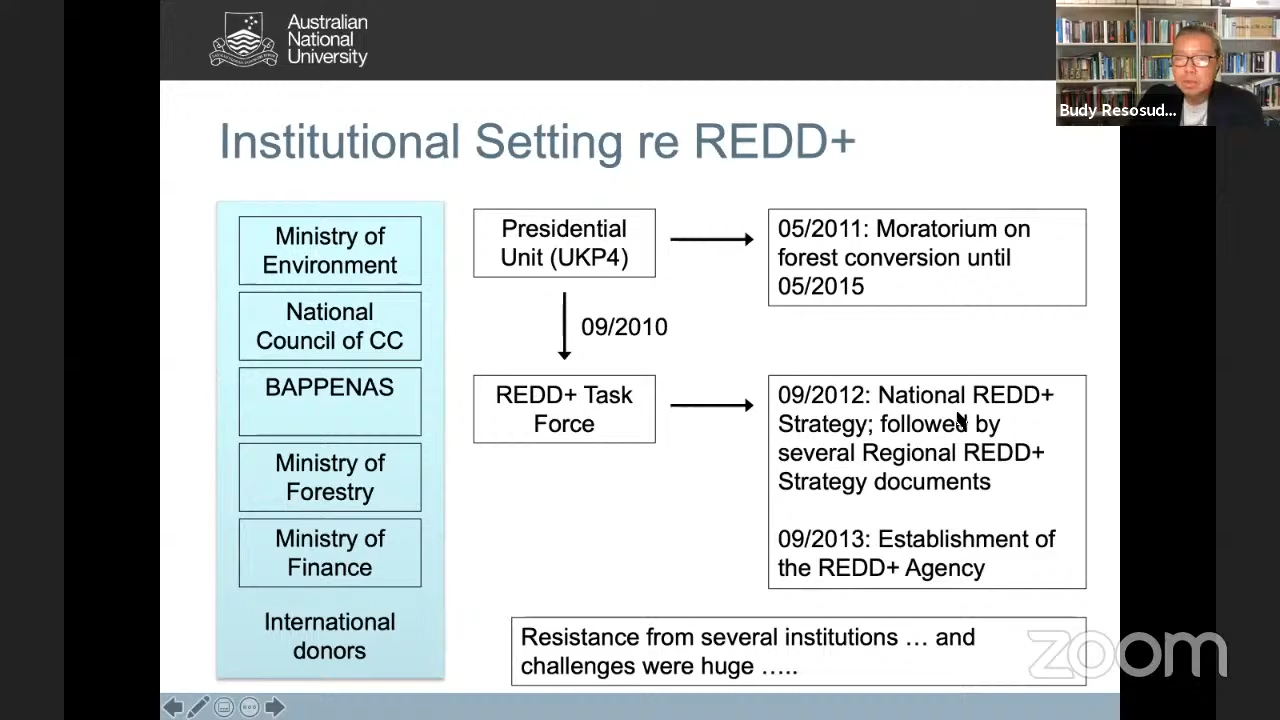 Australian
National
University
Budy Resosud...
Institutional Setting re REDD+
Ministry of
Environment
National
Council of CC
BAPPENAS
Ministry of
Forestry
Ministry of
Finance
International
donors
Presidential
Unit (UKP4)
09/2010
REDD+ Task
Force
05/2011: Moratorium on
forest conversion until
05/2015
09/2012: National REDD+
Strategy; followed by
several Regional REDD+
Strategy documents
09/2013: Establishment of
the REDD+ Agency
Resistance from several institutions … and
challenges were huge …..
zoom